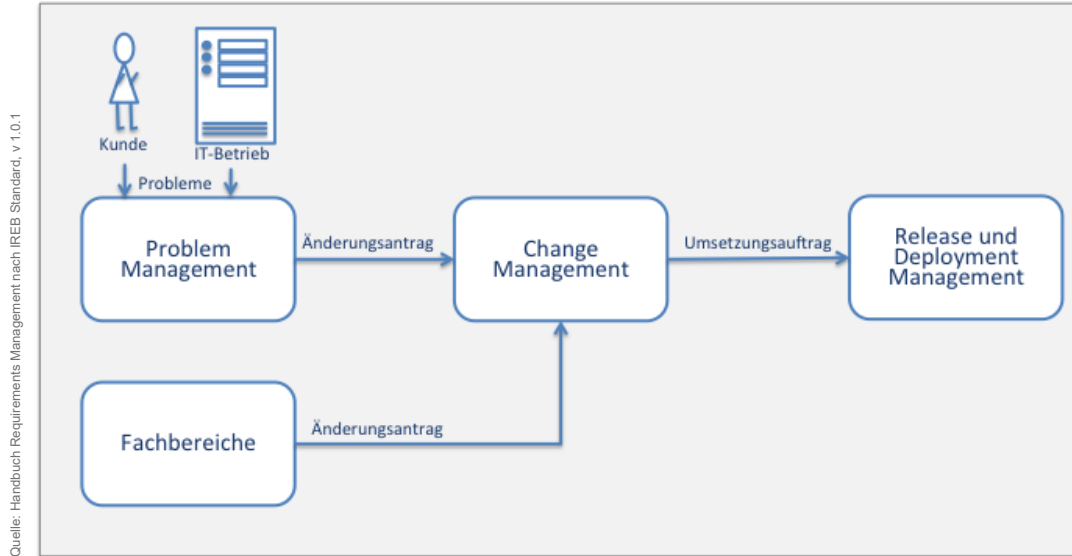 Quelle: Handbuch Requirements Management nach IREB Standard, v 1.0.1
Kunde
IT-Betrieb
Probleme
Problem
Management
Änderungsantrag
Change
Management
Umsetzungsauftrag
Release und
Deployment
Management
Fachbereiche
Änderungsantrag